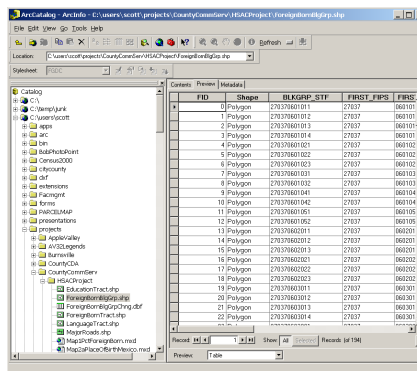 ArcCatalog - ArcInfo - C:\users\scott\projects\CountyCommServ\HSACProject\ForeignBornBlgGrp.shp
File Edit View Go Tools Help
Refresh
Location: C:\users\scott\projects\CountyCommServ\HSACProject\ForeignBornBlgGrp.shp
Stylesheet: FGDC
Contents Preview Metadata
Catalog
C:\
C:\temp\junk
C:\users\scott
apps
arc
bin
BobPhotoPoint
Census2000
citycounty
dxf
extensions
Facmgmt
forms
PARCELMAP
presentations
projects
AppleValley
AV32Legends
Burnsville
CountyCDA
CountyCommServ
HSACProject
EducationTract.shp
ForeignBornBlgGrp.shp
ForeignBornBlgGrpChng.dbf
ForeignBornTract.shp
LanguageTract.shp
MajorRoads.shp
Map1PctForeignBorn.mxd
Map2aPlaceOfBirthMexico.mxd
FID Shape BLKGRP_STF FIRST_FIPS FIRS
0 Polygon 270370601011 27037 060101
1 Polygon 270370601012 27037 060101
2 Polygon 270370601013 27037 060101
3 Polygon 270370601014 27037 060101
4 Polygon 270370601021 27037 060102
5 Polygon 270370601022 27037 060102
6 Polygon 270370601023 27037 060102
7 Polygon 270370601031 27037 060103
8 Polygon 270370601032 27037 060103
9 Polygon 270370601041 27037 060104
10 Polygon 270370601042 27037 060104
11 Polygon 270370601051 27037 060105
12 Polygon 270370601052 27037 060105
13 Polygon 270370602011 27037 060201
14 Polygon 270370602012 27037 060201
15 Polygon 270370602013 27037 060201
16 Polygon 270370602021 27037 060202
17 Polygon 270370602022 27037 060202
18 Polygon 270370602023 27037 060202
19 Polygon 270370603011 27037 060301
20 Polygon 270370603012 27037 060301
21 Polygon 270370603013 27037 060301
22 Polygon 270370603014 27037 060301
Record: 1 Show: All Selected Records (of 194)
Preview: Table